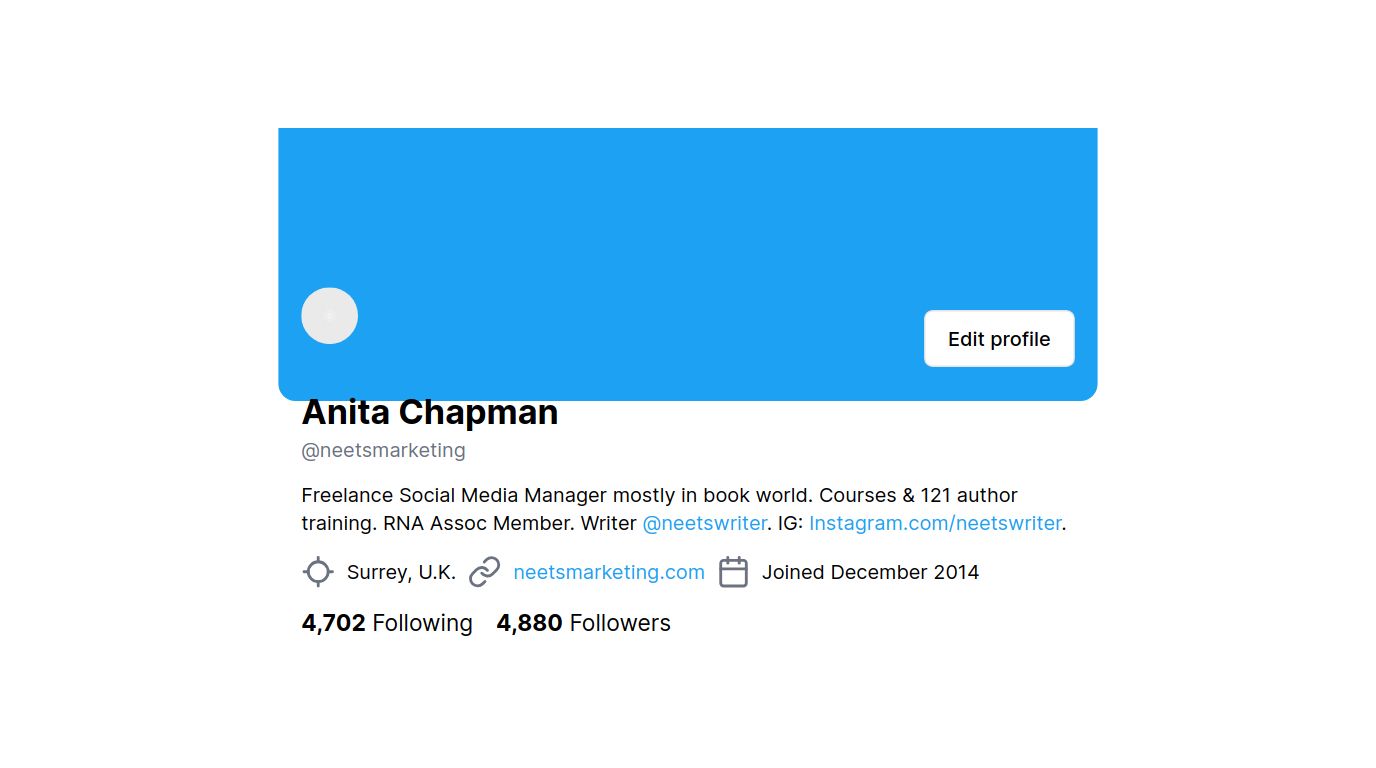 Edit profile
Anita Chapman
@neetsmarketing
Freelance Social Media Manager mostly in book world. Courses & 121 author
training. RNA Assoc Member. Writer @neetswriter. IG: Instagram.com/neetswriter.
Surrey, U.K. neetsmarketing.com Joined December 2014
4,702 Following 4,880 Followers